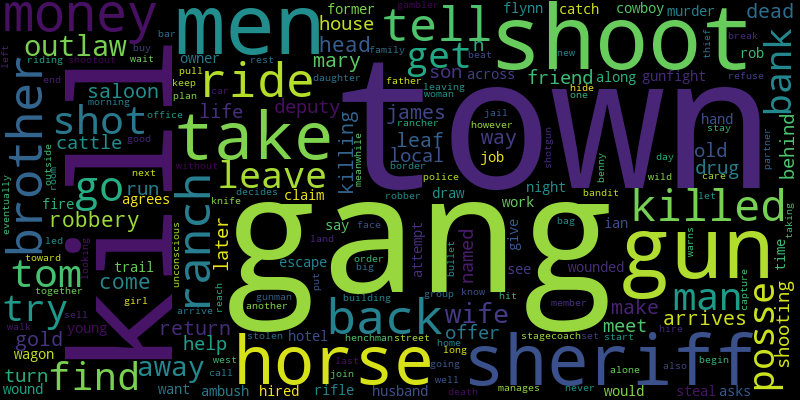 money
men
tell
shoot
town
gang
kill
gun
horse
sheriff
outlaw
house
head
mary
former
flynn
catch
cowboy
murder
dead
gambler
family
get
n
beat
across
son
friend
along
gunfight
rob
thief
break
new
refuse
bank
left
riding
shootout
end
buy
wait
bar
owner
rest
pull
keep
plan
daughter
car
ride
saloon
morning
office
deputy
life
killing
father
leaving
woman
hide
one
james
leaf
local
way
job
jail
rancher
however
police
shotgun
hand
stay
old
drug
care
let
partner
behind
brother
shot
cattle
good
without
take
leave
meanwhile
border
robber
draw
night
benny
bandit
wild
day
outside
room
go
run
next
agrees
fire
robbery
eventually
led
toward
looking
trail
come
girl
unconscious
ranch
later
knife
decides
claim
work
killed
say
face
land
escape
put
order
big
attempt
bullet
named
give
see
bag
ian
wounded
warns
taking
time
tom
together
try
sell
walk
young
gold
wagon
arrive
reach
gunman
another
building
group
know
hit
member
make
man
capture
shooting
posse
arrives
meet
hire
return
back
wife
offer
stagecoach
set
start
stolen
hotel
henchman
street
home
long
going
well
help
west
call
last
join
away
find
turn
wound
want
ambush
hired
rifle
husband
death
manages
never
would
alone
also
begin
steal
asks